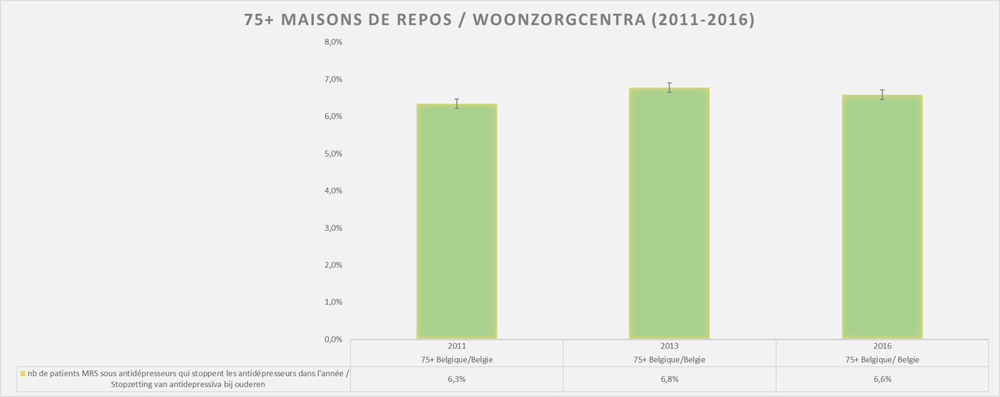 75+ MAISONS DE REPOS / WOONZORGCENTRA (2011-2016)
8,0%
7,0%
6,0%
5,0%
4,0%
3,0%
2,0%
1,0%
0,0%
2011 2013 2016
75+ Belgique/Belgie 75+ Belgique/Belgie 75+ Belgique/ Belgie
nb de patients MRS sous antidépresseurs qui stoppent les antidépresseurs dans l'année /
Stopzetting van antidepressiva bij ouderen
6,3% 6,8% 6,6%